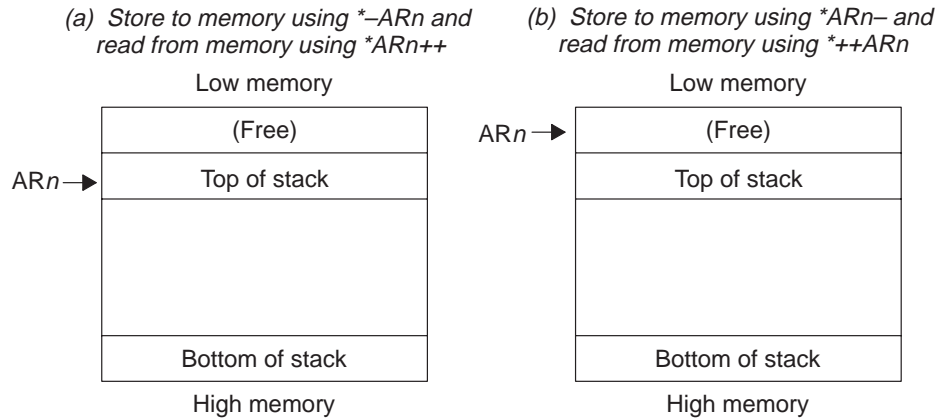 (a) Store to memory using *–ARn and
read from memory using *ARn++
Low memory
(Free)
ARn
Top of stack
Bottom of stack
High memory
(b) Store to memory using *ARn– and
read from memory using *++ARn
Low memory
ARn
(Free)
Top of stack
Bottom of stack
High memory